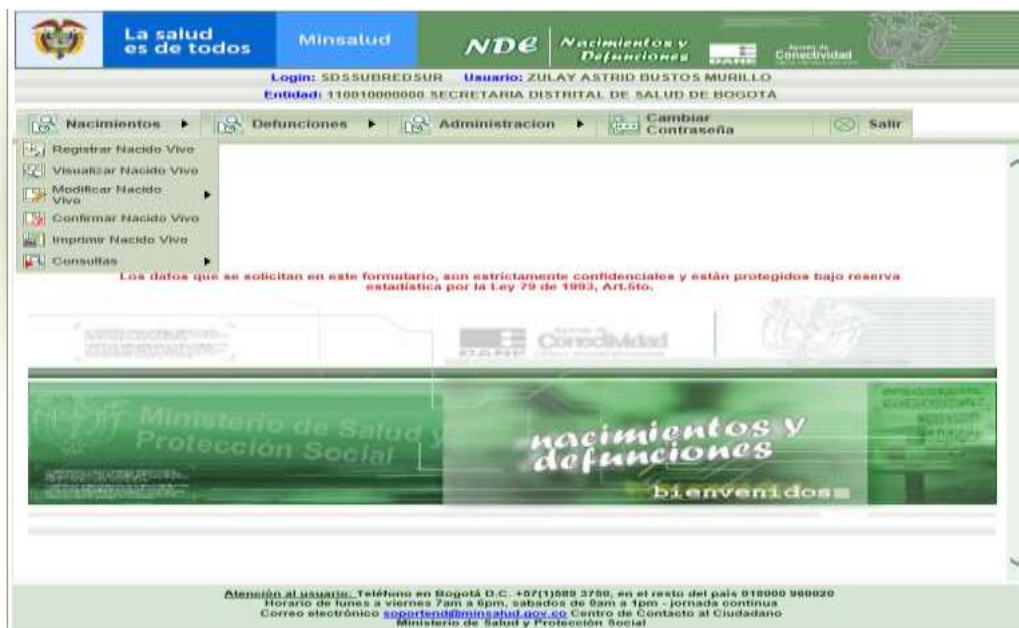 La salud
es de todos
Minsalud
NDE
Nacimientos y
Defunciones
DANE
Agenda de
Conectividad
Login: SDSSUBREDSUR Usuario: ZULAY ASTRID BUSTOS MURILLO
Entidad: 110010000000 SECRETARIA DISTRITAL DE SALUD DE BOGOTÁ
Nacimientos
Defunciones
Administracion
Cambiar
Contraseña
Salir
Registrar Nacido Vivo
Visualizar Nacido Vivo
Modificar Nacido
Vivo
Confirmar Nacido Vivo
Imprimir Nacido Vivo
Consultas
Los datos que se solicitan en este formulario, son estrictamente confidenciales y están protegidos bajo reserva
estadística por la Ley 79 de 1993, Art.5to.
DANE
Agenda de
Conectividad
Ministerio de Salud y
Protección Social
nacimientos y
defunciones
bienvenidos
Atención al usuario: Teléfono en Bogotá D.C. +57(1)589 3750, en el resto del país 018000 960020
Horario de lunes a viernes 7am a 6pm, sabados de 8am a 1pm - jornada continua
Correo electrónico soportend@minsalud.gov.co Centro de Contacto al Ciudadano
Ministerio de Salud y Protección Social